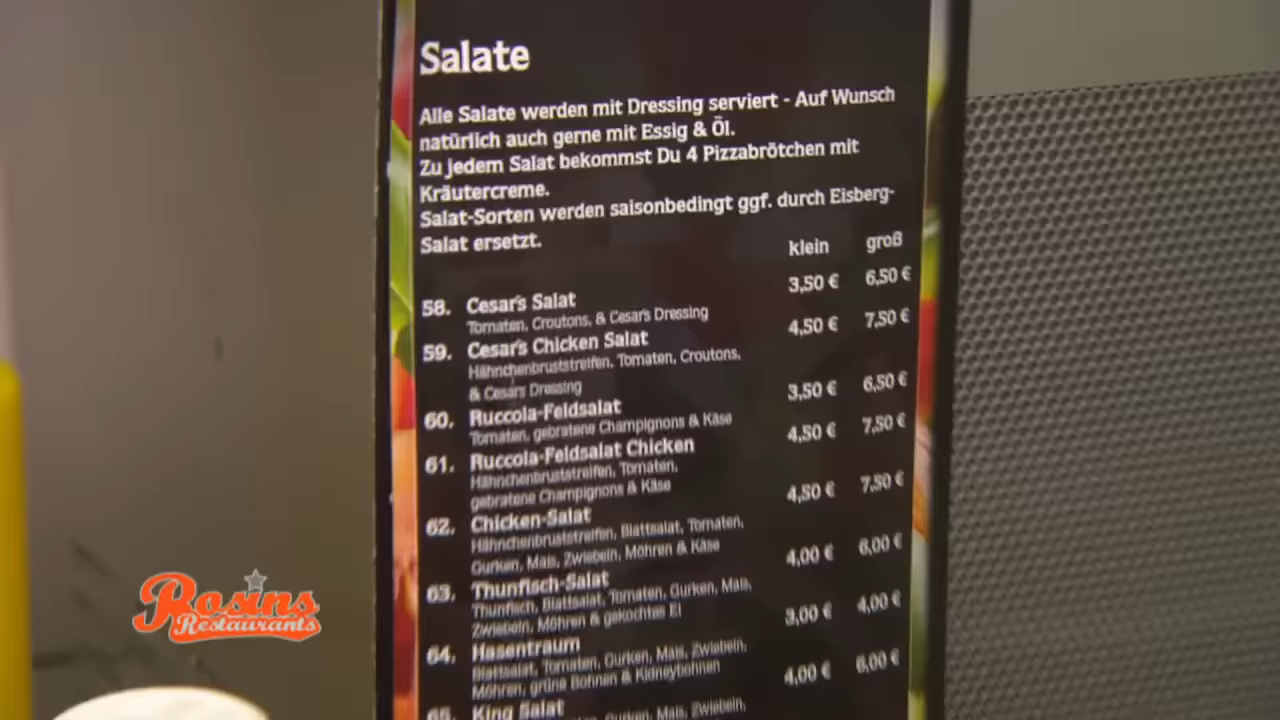 Salate
Alle Salate werden mit Dressing serviert - Auf Wunsch
natürlich auch gerne mit Essig & Öl.
Zu jedem Salat bekommst Du 4 Pizzabrötchen mit
Kräutercreme.
Salat-Sorten werden saisonbedingt ggf. durch Eisberg-
Salat ersetzt.
klein groß
58. Cesar's Salat 3,50 € 6,50 €
Tomaten, Croutons, & Cesar's Dressing
59. Cesar's Chicken Salat 4,50 € 7,50 €
Hähnchenbruststreifen, Tomaten, Croutons,
& Cesar's Dressing
60. Ruccola-Feldsalat 3,50 € 6,50 €
Tomaten, gebratene Champignons & Käse
61. Ruccola-Feldsalat Chicken 4,50 € 7,50 €
Hähnchenbruststreifen, Tomaten,
gebratene Champignons & Käse
62. Chicken-Salat 4,50 € 7,50 €
Hähnchenbruststreifen, Blattsalat, Tomaten,
Gurken, Mais, Zwiebeln, Möhren & Käse
63. Thunfisch-Salat 4,00 € 6,00 €
Thunfisch, Blattsalat, Tomaten, Gurken, Mais,
Zwiebeln, Möhren & gekochtes Ei
64. Hasentraum 3,00 € 4,00 €
Blattsalat, Tomaten, Gurken, Mais, Zwiebeln,
Möhren, grüne Bohnen & Kidneybohnen
65. King Salat 4,00 € 6,00 €
Gurken, Mais, Zwiebeln,
Rosins
Restaurants